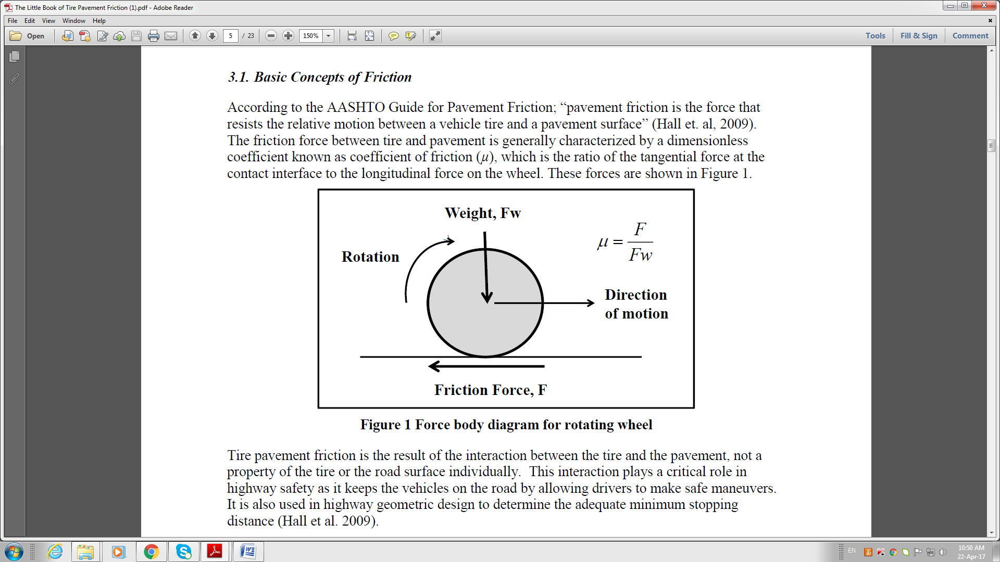 The Little Book of Tire Pavement Friction (1).pdf - Adobe Reader
File Edit View Window Help
Open 5 / 23 150% Tools Fill & Sign Comment
3.1. Basic Concepts of Friction
According to the AASHTO Guide for Pavement Friction; “pavement friction is the force that
resists the relative motion between a vehicle tire and a pavement surface” (Hall et. al, 2009).
The friction force between tire and pavement is generally characterized by a dimensionless
coefficient known as coefficient of friction (μ), which is the ratio of the tangential force at the
contact interface to the longitudinal force on the wheel. These forces are shown in Figure 1.
Weight, Fw
μ = F / Fw
Rotation
Direction
of motion
Friction Force, F
Figure 1 Force body diagram for rotating wheel
Tire pavement friction is the result of the interaction between the tire and the pavement, not a
property of the tire or the road surface individually.  This interaction plays a critical role in
highway safety as it keeps the vehicles on the road by allowing drivers to make safe maneuvers.
It is also used in highway geometric design to determine the adequate minimum stopping
distance (Hall et al. 2009).
EN
10:50 AM
22-Apr-17